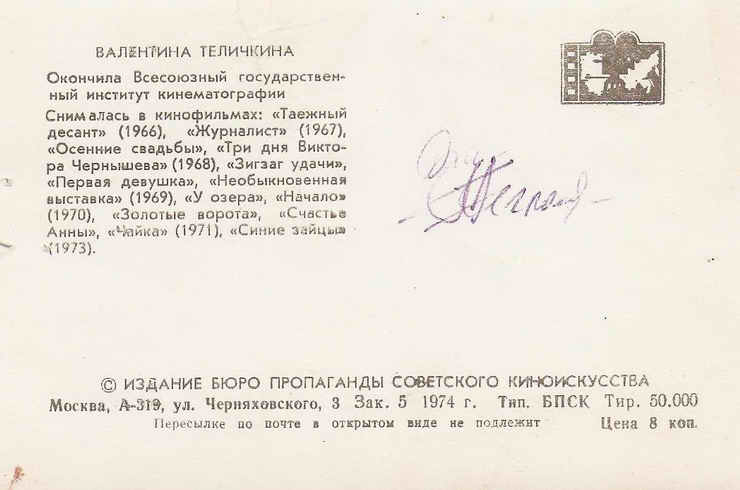 ВАЛЕНТИНА ТЕЛИЧКИНА
Окончила Всесоюзный государствен-
ный институт кинематографии
Снималась в кинофильмах: «Таежный
десант» (1966), «Журналист» (1967),
«Осенние свадьбы», «Три дня Викто-
ра Чернышева» (1968), «Зигзаг удачи»,
«Первая девушка», «Необыкновенная
выставка» (1969), «У озера», «Начало»
(1970), «Золотые ворота», «Счастье
Анны», «Чайка» (1971), «Синие зайцы»
(1973).
© ИЗДАНИЕ БЮРО ПРОПАГАНДЫ СОВЕТСКОГО КИНОИСКУССТВА
Москва, А-319, ул. Черняховского, 3 Зак. 5 1974 г. Тип. БПСК Тир. 50.000
Пересылке по почте в открытом виде не подлежит Цена 8 коп.